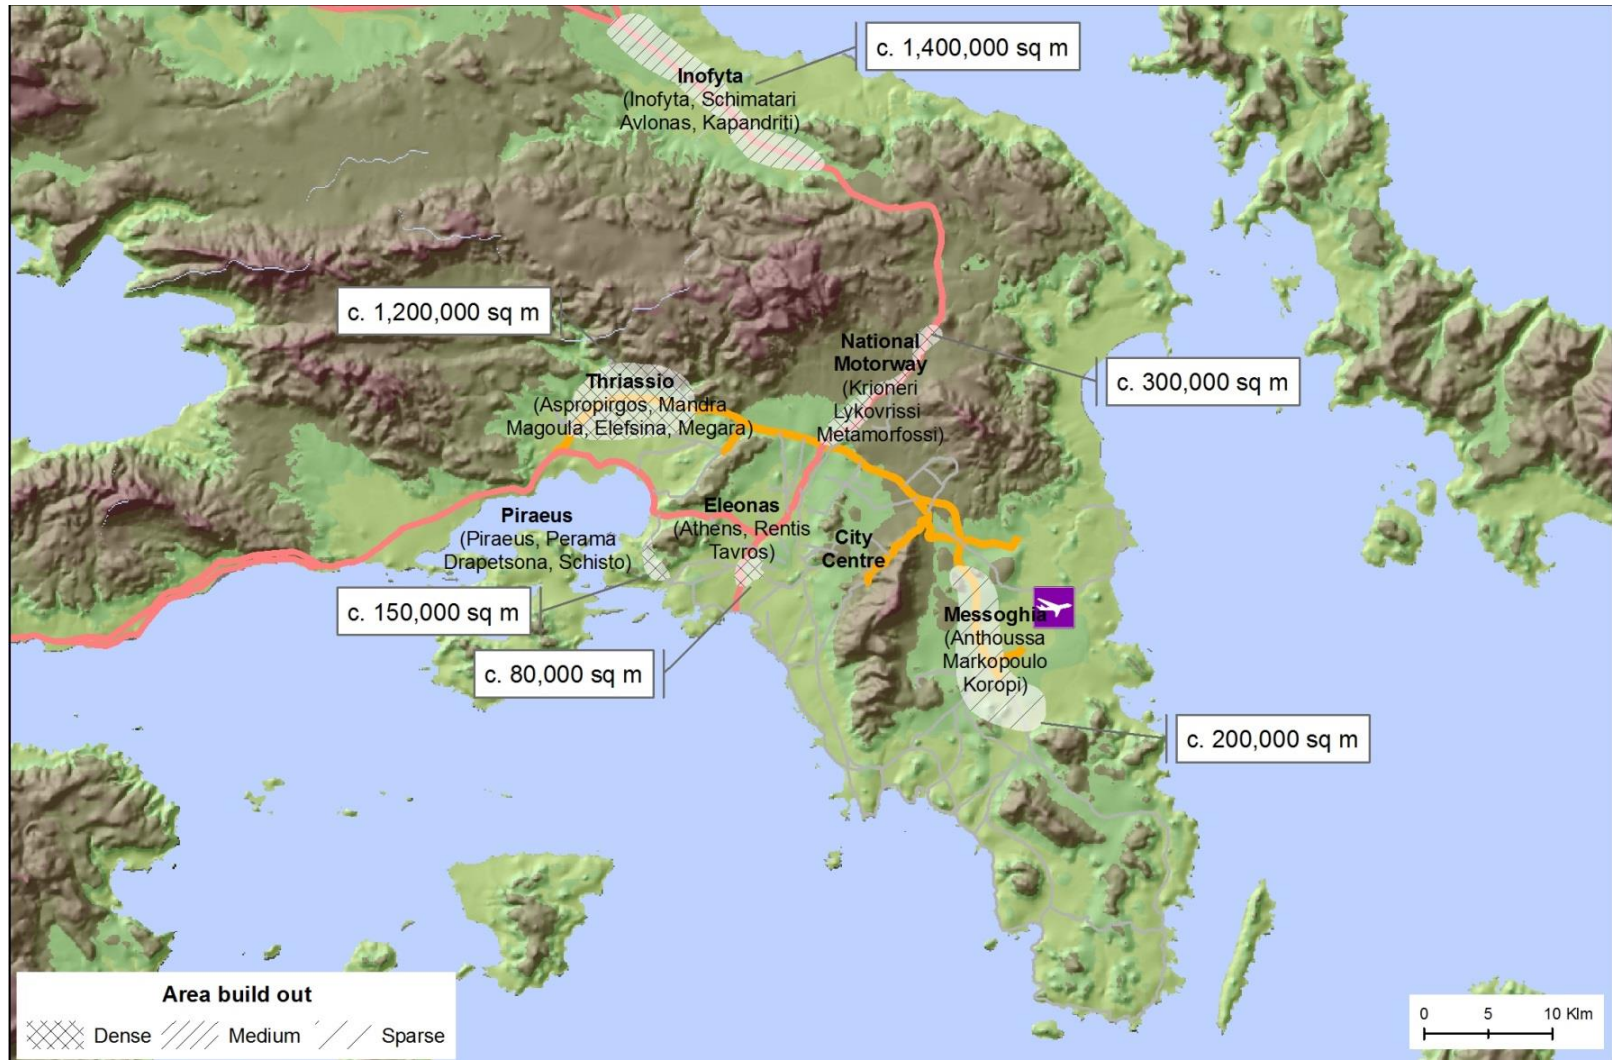 c. 1,400,000 sq m
Inofyta
(Inofyta, Schimatari
Avlonas, Kapandriti)
c. 1,200,000 sq m
National
Motorway
(Krioneri
Lykovrissi
Metamorfossi)
c. 300,000 sq m
Thriassio
(Aspropirgos, Mandra
Magoula, Elefsina, Megara)
Piraeus
(Piraeus, Perama
Drapetsona, Schisto)
Eleonas
(Athens, Rentis
Tavros)
City
Centre
c. 150,000 sq m
c. 80,000 sq m
Messoghia
(Anthoussa
Markopoulo
Koropi)
c. 200,000 sq m
Area build out
Dense Medium Sparse
0 5 10 Klm